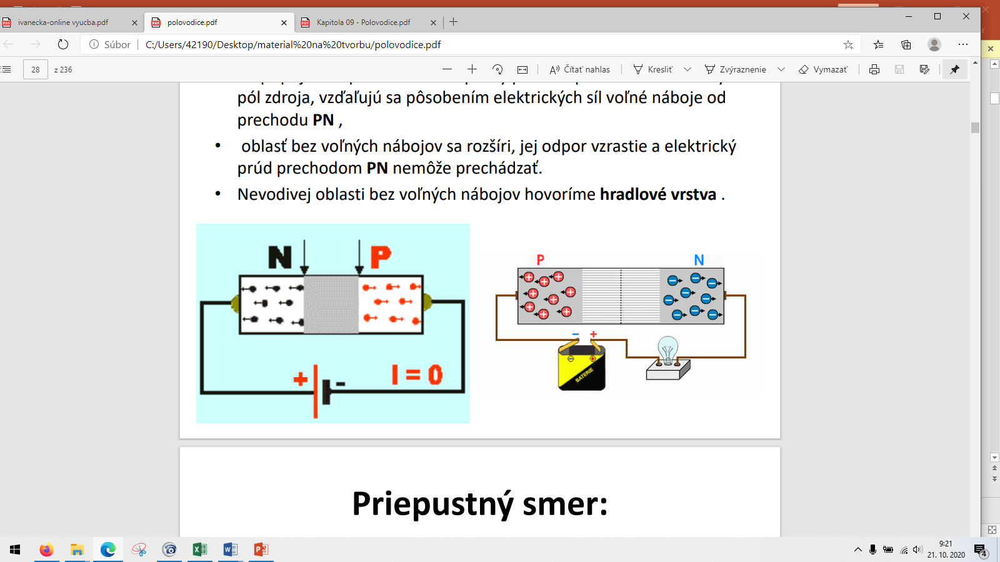 ivanecka-online vyucba.pdf
polovodice.pdf
Kapitola 09 - Polovodice.pdf
Súbor
C:/Users/42190/Desktop/material%20na%20tvorbu/polovodice.pdf
28
z 236
Čítať nahlas
Kresliť
Zvýraznenie
Vymazať
pól zdroja, vzďaľujú sa pôsobením elektrických síl voľné náboje od
prechodu PN ,
• oblasť bez voľných nábojov sa rozšíri, jej odpor vzrastie a elektrický
prúd prechodom PN nemôže prechádzať.
• Nevodivej oblasti bez voľných nábojov hovoríme hradlové vrstva .
N
P
+
-
I = 0
P
N
− +
BATERIE
Priepustný smer:
9:21
21. 10. 2020
4